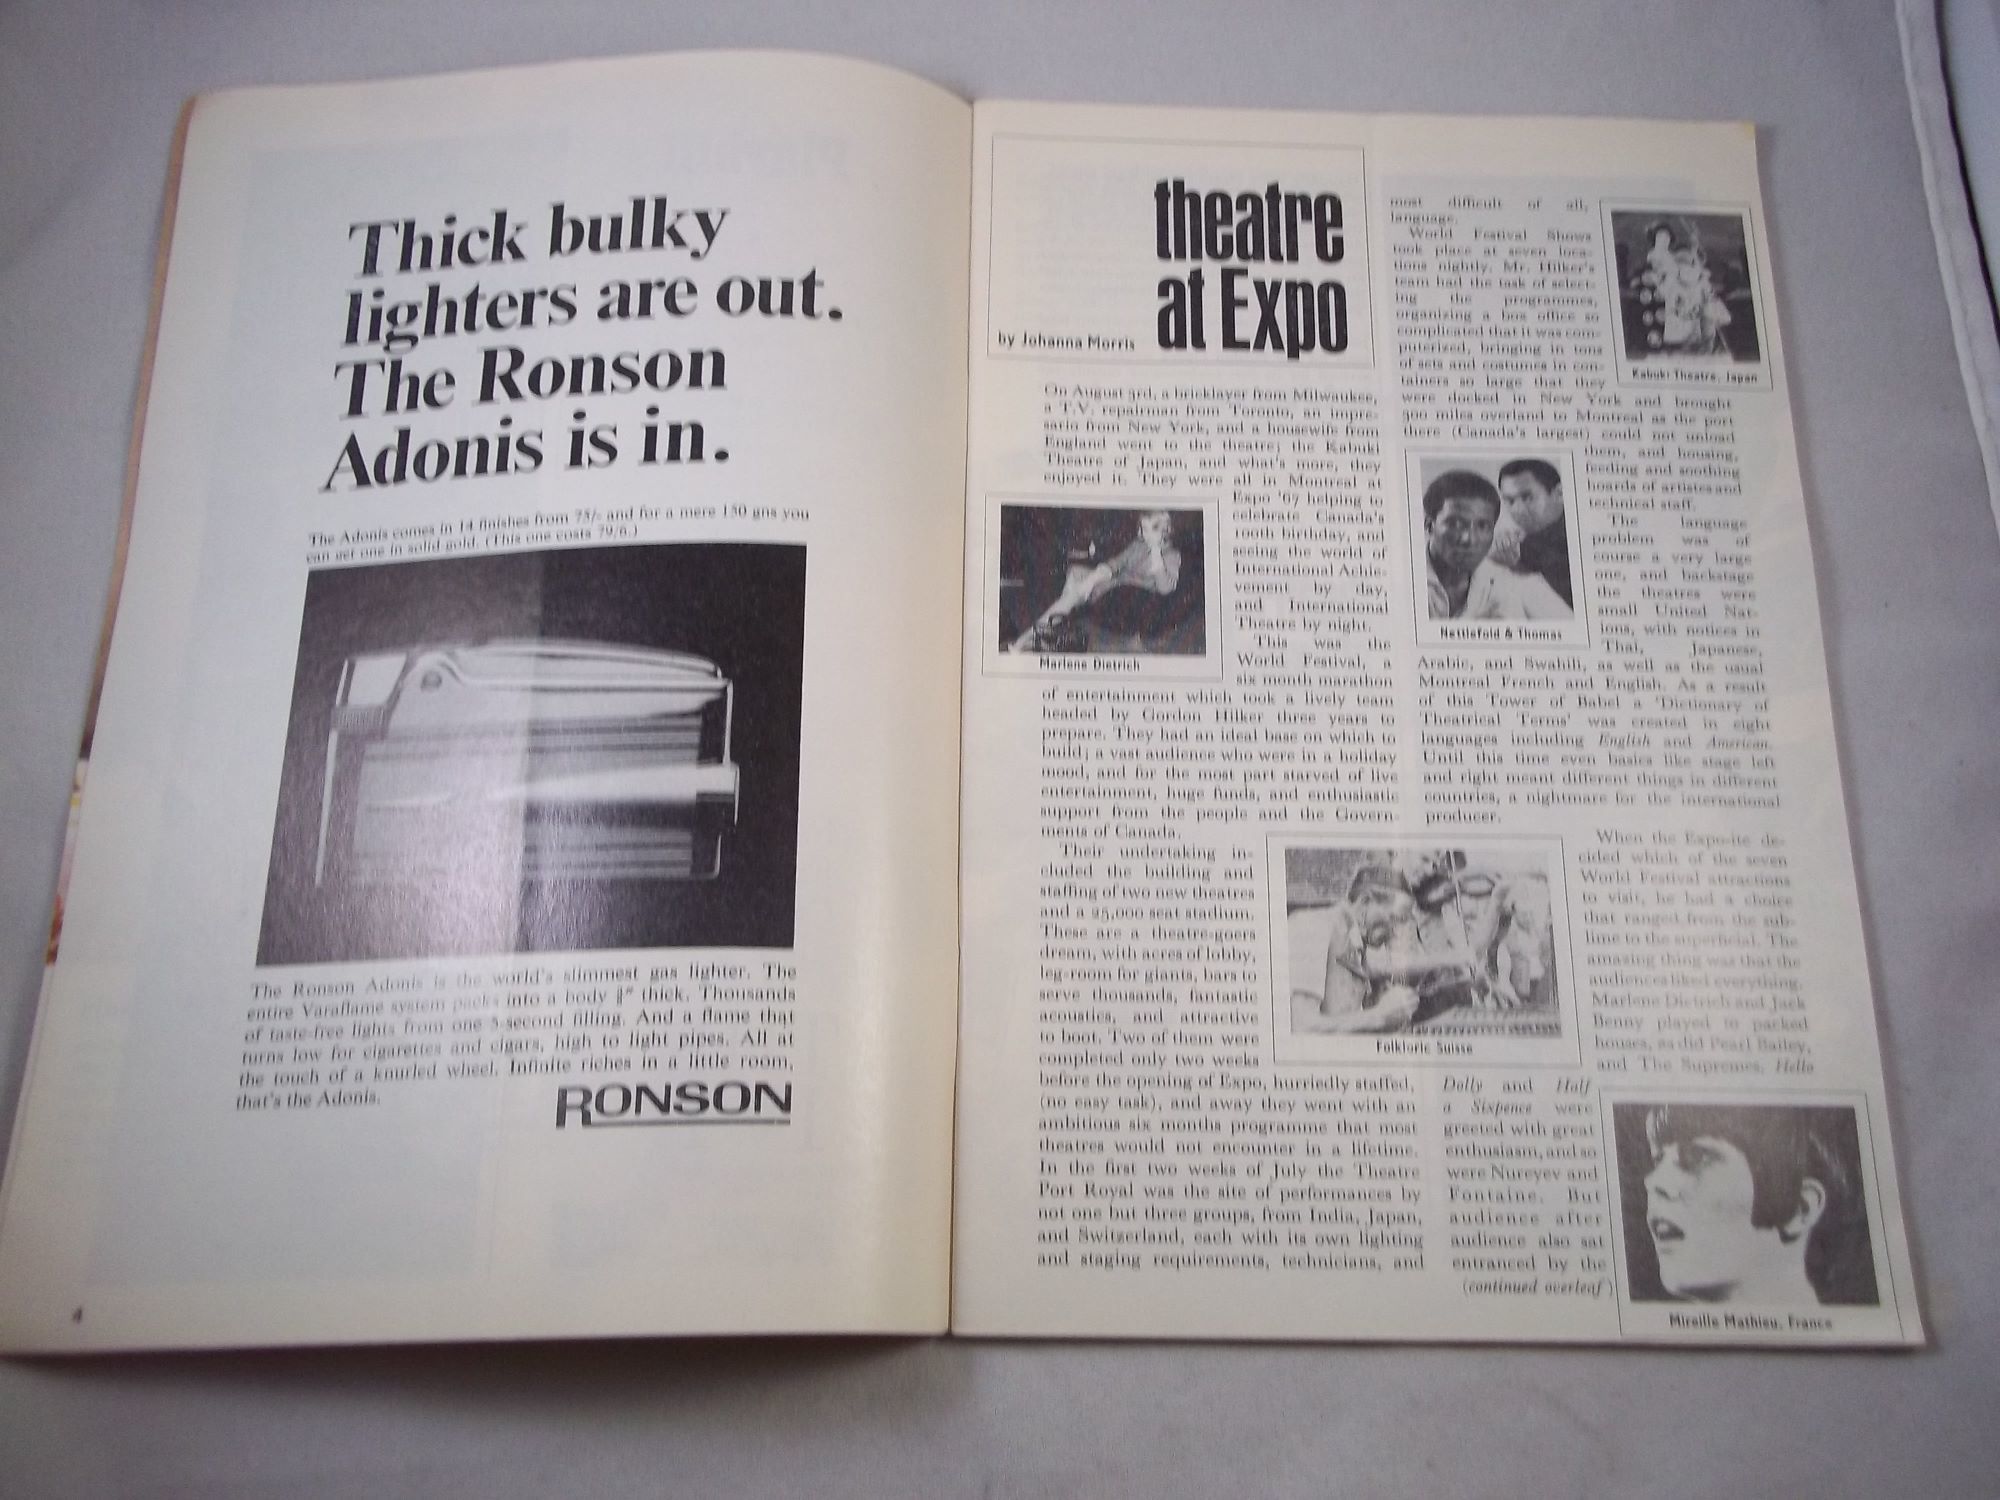 Thick bulky
lighters are out.
The Ronson
Adonis is in.
The Adonis comes in 14 finishes from 75/- and for a mere 150 gns you
can get one in solid gold. (This one costs 79/6.)
The Ronson Adonis is the world's slimmest gas lighter. The
entire Varaflame system packs into a body ⅜" thick. Thousands
of taste-free lights from one 5-second filling. And a flame that
turns low for cigarettes and cigars, high to light pipes. All at
the touch of a knurled wheel. Infinite riches in a little room,
that's the Adonis.
RONSON
4
theatre
at Expo
by Johanna Morris
On August 3rd, a bricklayer from Milwaukee,
a T.V. repairman from Toronto, an impre-
sario from New York, and a housewife from
England went to the theatre; the Kabuki
Theatre of Japan, and what's more, they
enjoyed it. They were all in Montreal at
Expo '67 helping to
celebrate Canada's
100th birthday, and
seeing the world of
International Achie-
vement by day,
and International
Theatre by night.
Marlene Dietrich
This was the
World Festival, a
six month marathon
of entertainment which took a lively team
headed by Gordon Hilker three years to
prepare. They had an ideal base on which to
build; a vast audience who were in a holiday
mood, and for the most part starved of live
entertainment, huge funds, and enthusiastic
support from the people and the Govern-
ments of Canada.
Their undertaking in-
cluded the building and
staffing of two new theatres
and a 25,000 seat stadium.
These are a theatre-goers
dream, with acres of lobby,
leg-room for giants, bars to
serve thousands, fantastic
acoustics, and attractive
to boot. Two of them were
completed only two weeks
before the opening of Expo, hurriedly staffed,
(no easy task), and away they went with an
ambitious six months programme that most
theatres would not encounter in a lifetime.
In the first two weeks of July the Theatre
Port Royal was the site of performances by
not one but three groups, from India, Japan,
and Switzerland, each with its own lighting
and staging requirements, technicians, and
most difficult of all,
language.
World Festival Shows
took place at seven loca-
tions nightly. Mr. Hilker's
team had the task of select-
ing the programmes,
organizing a box office so
complicated that it was com-
puterized, bringing in tons
of sets and costumes in con-
tainers so large that they
were docked in New York and brought
300 miles overland to Montreal as the port
there (Canada's largest) could not unload
them, and housing,
feeding and soothing
hoards of artistes and
technical staff.
Kabuki Theatre, Japan
Nettlefold & Thomas
The language
problem was of
course a very large
one, and backstage
the theatres were
small United Nat-
ions, with notices in
Thai, Japanese,
Arabic, and Swahili, as well as the usual
Montreal French and English. As a result
of this Tower of Babel a 'Dictionary of
Theatrical Terms' was created in eight
languages including English and American.
Until this time even basics like stage left
and right meant different things in different
countries, a nightmare for the international
producer.
Folkloric Suisse
When the Expo-ite de-
cided which of the seven
World Festival attractions
to visit, he had a choice
that ranged from the sub-
lime to the superficial. The
amazing thing was that the
audiences liked everything.
Marlene Dietrich and Jack
Benny played to packed
houses, as did Pearl Bailey,
and The Supremes. Hello
Dolly and Half
a Sixpence were
greeted with great
enthusiasm, and so
were Nureyev and
Fontaine. But
audience after
audience also sat
entranced by the
(continued overleaf)
Mireille Mathieu, France